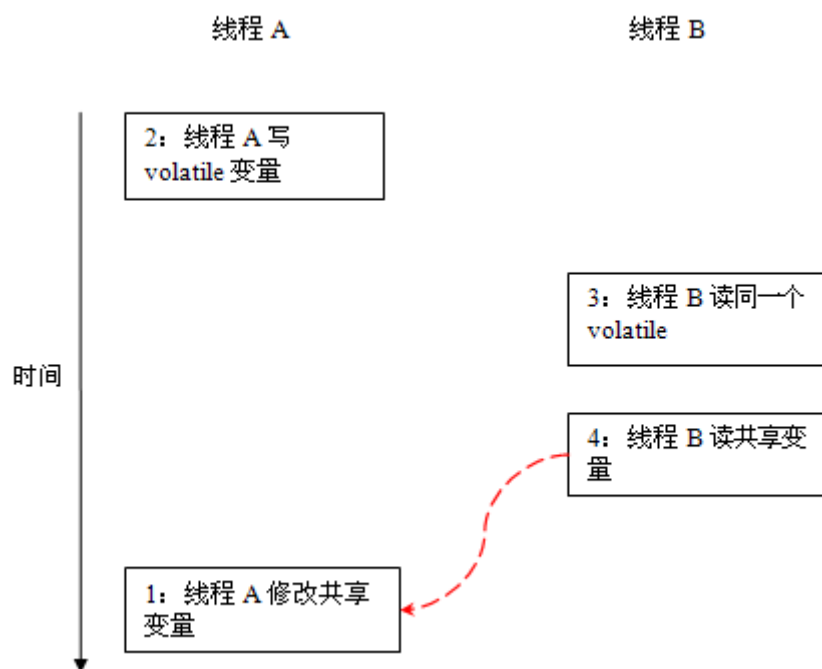 线程 A
线程 B
2：线程 A 写
volatile 变量
3：线程 B 读同一个
volatile
时间
4：线程 B 读共享变
量
1：线程 A 修改共享
变量